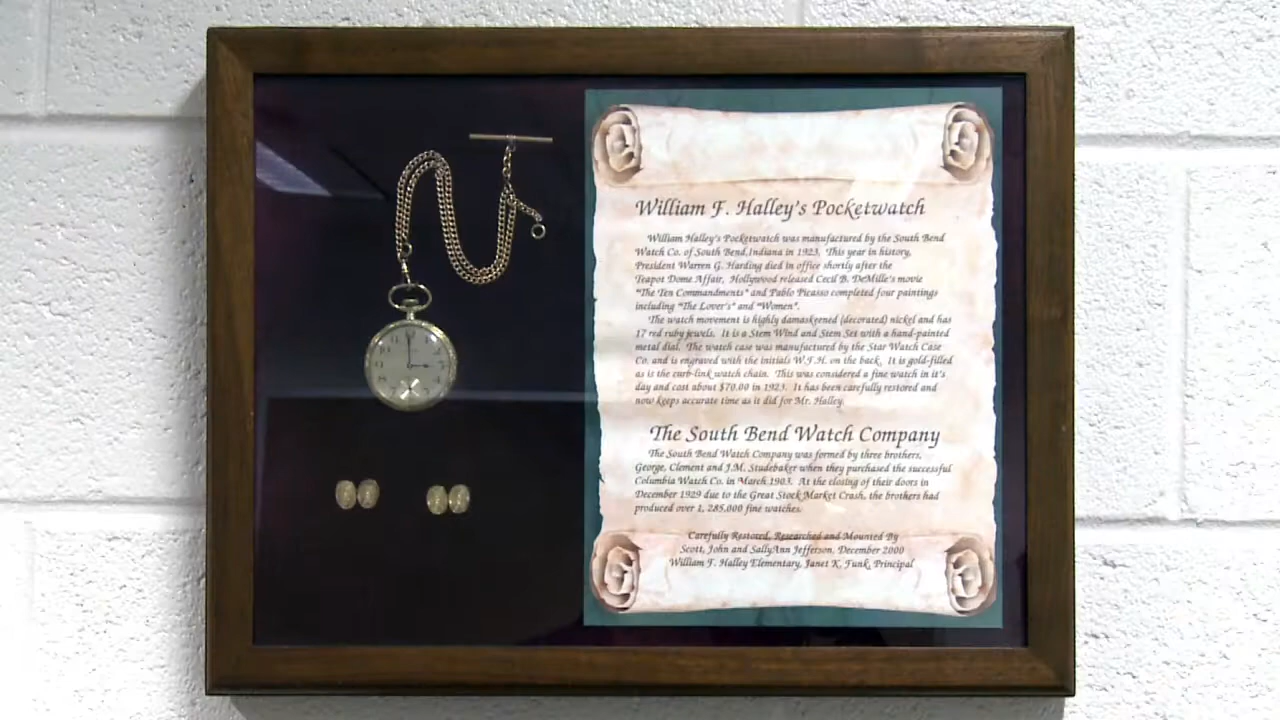 William F. Halley's Pocketwatch
William Halley's Pocketwatch was manufactured by the South Bend
Watch Co. of South Bend,Indiana in 1923. This year in history,
President Warren G. Harding died in office shortly after the
Teapot Dome Affair, Hollywood released Cecil B. DeMille's movie
"The Ten Commandments" and Pablo Picasso completed four paintings
including "The Lover's" and "Women".
The watch movement is highly damaskeened (decorated) nickel and has
17 red ruby jewels. It is a Stem Wind and Stem Set with a hand-painted
metal dial. The watch case was manufactured by the Star Watch Case
Co. and is engraved with the initials W.F.H. on the back. It is gold-filled
as is the curb-link watch chain. This was considered a fine watch in it's
day and cost about $70.00 in 1923. It has been carefully restored and
now keeps accurate time as it did for Mr. Halley.
The South Bend Watch Company
The South Bend Watch Company was formed by three brothers,
George, Clement and J.M. Studebaker when they purchased the successful
Columbia Watch Co. in March 1903. At the closing of their doors in
December 1929 due to the Great Stock Market Crash, the brothers had
produced over 1, 285,000 fine watches.
Carefully Restored, Researched and Mounted By
Scott, John and SallyAnn Jefferson, December 2000
William F. Halley Elementary, Janet K. Funk, Principal